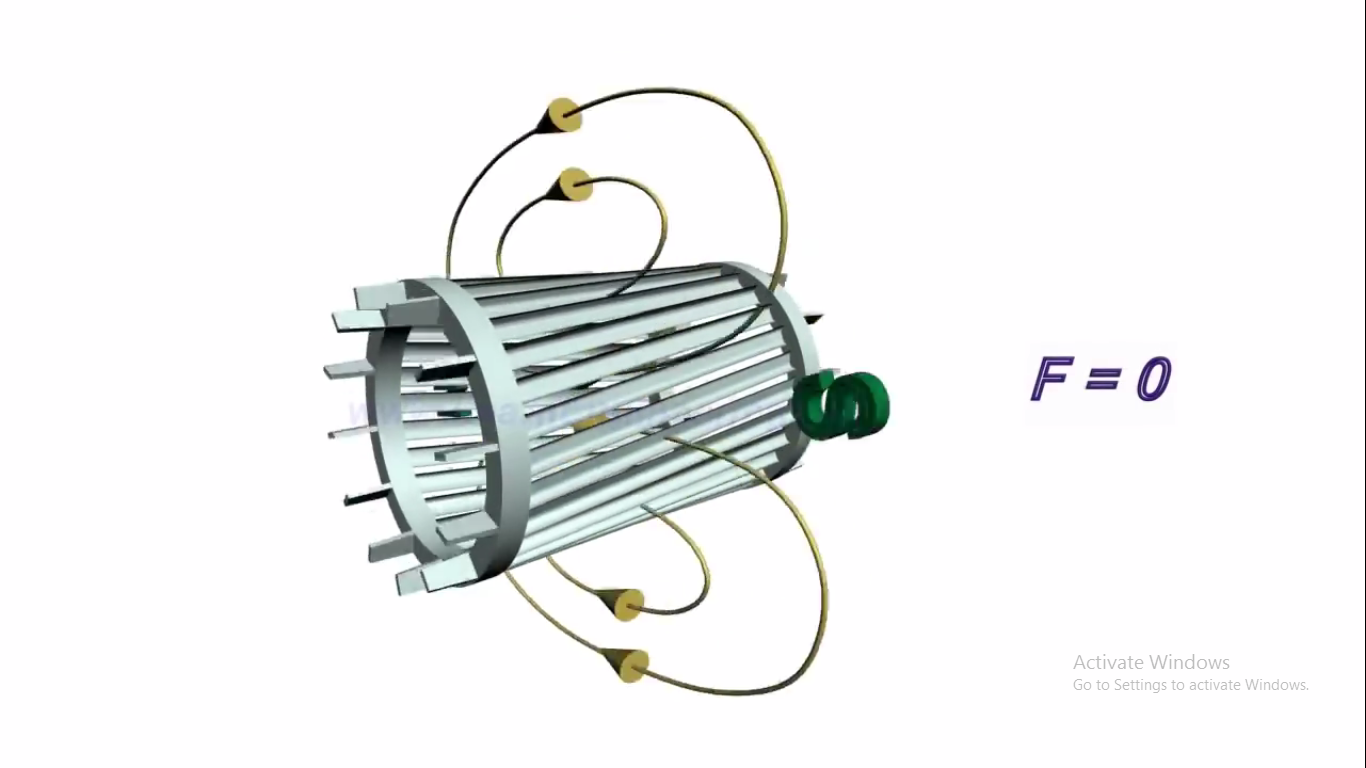 S
F = 0
Activate Windows
Go to Settings to activate Windows.